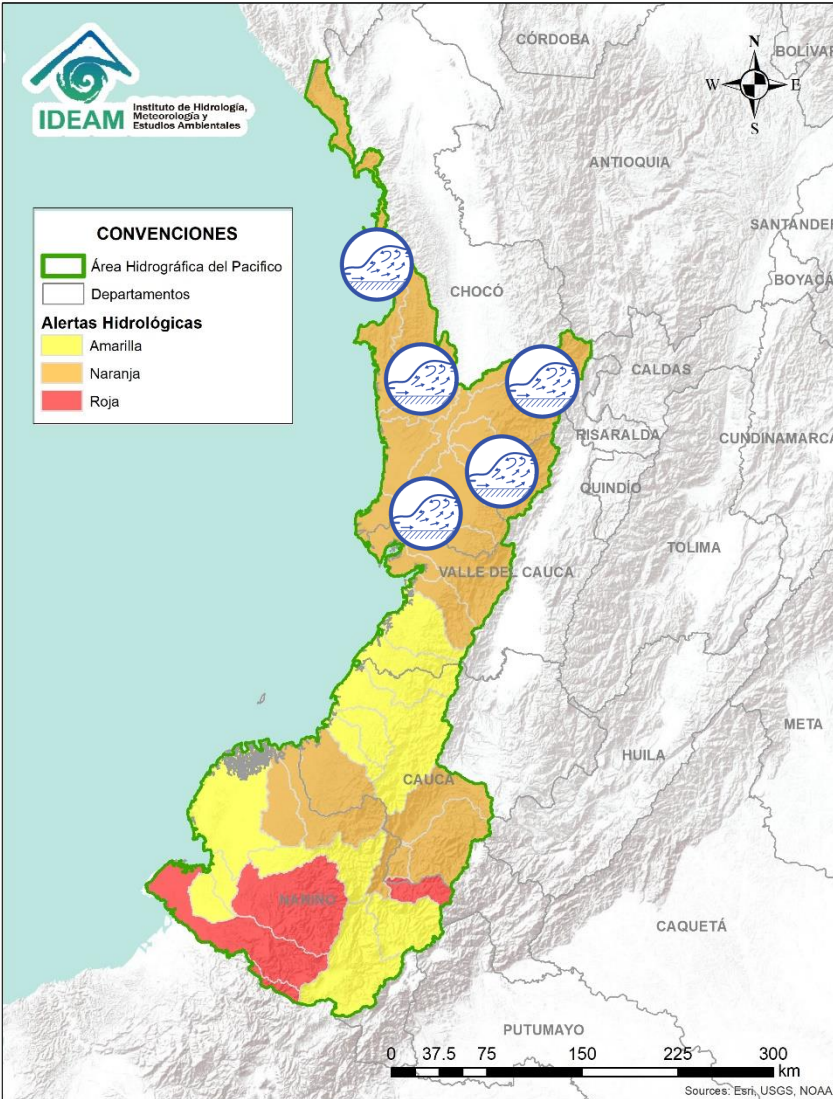 IDEAM
Instituto de Hidrología,
Meteorología y
Estudios Ambientales
N
W
E
S
CÓRDOBA
BOLÍVAR
ANTIOQUIA
SANTANDER
BOYACÁ
CHOCÓ
CALDAS
RISARALDA
CUNDINAMARCA
QUINDÍO
TOLIMA
VALLE DEL CAUCA
META
HUILA
CAUCA
NARIÑO
CAQUETÁ
PUTUMAYO
CONVENCIONES
Área Hidrográfica del Pacifico
Departamentos
Alertas Hidrológicas
Amarilla
Naranja
Roja
0 37.5 75 150 225 300
km
Sources: Esri, USGS, NOAA